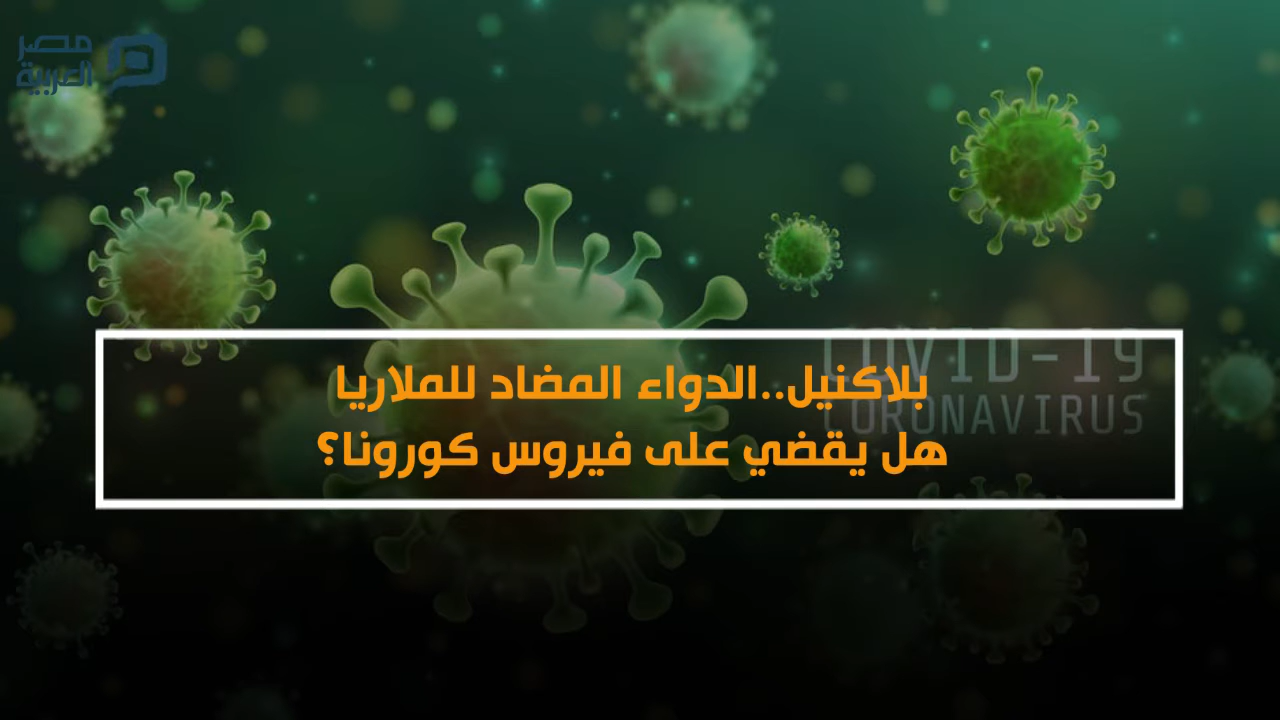 مصر
العربية
COVID-19
CORONAVIRUS
بلاكنيل..الدواء المضاد للملاريا
هل يقضي على فيروس كورونا؟